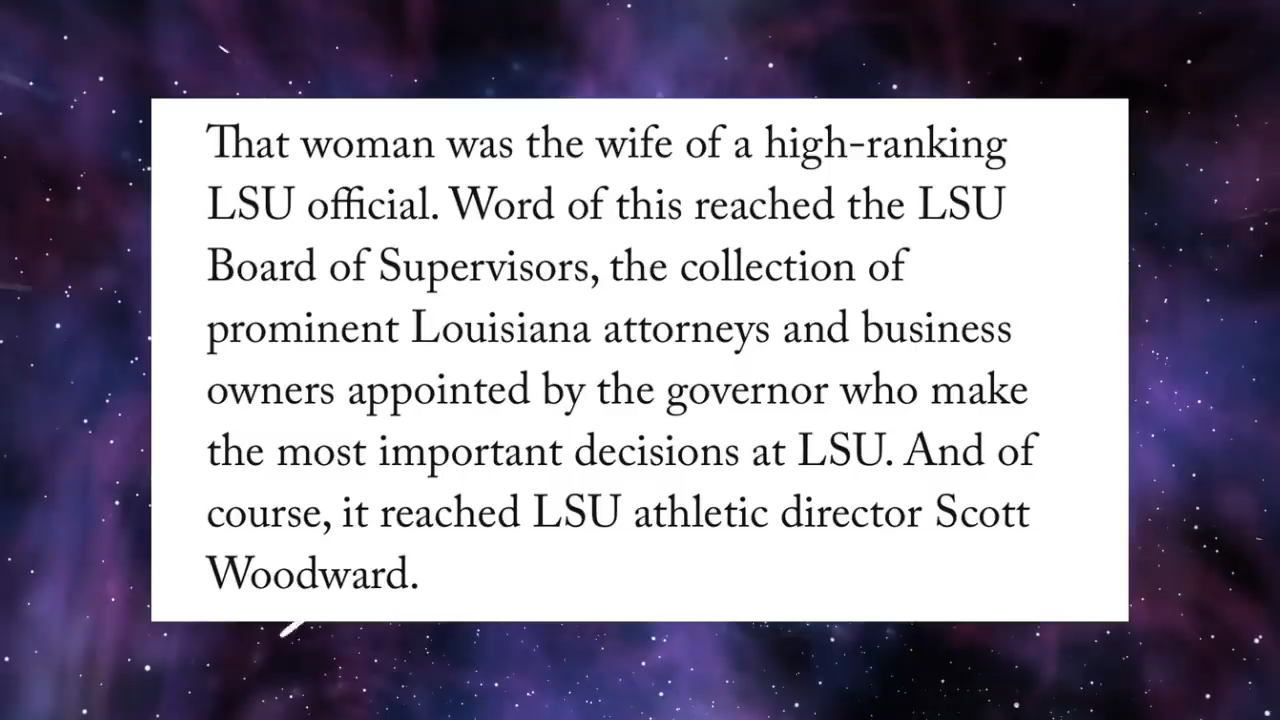 That woman was the wife of a high-ranking
LSU official. Word of this reached the LSU
Board of Supervisors, the collection of
prominent Louisiana attorneys and business
owners appointed by the governor who make
the most important decisions at LSU. And of
course, it reached LSU athletic director Scott
Woodward.